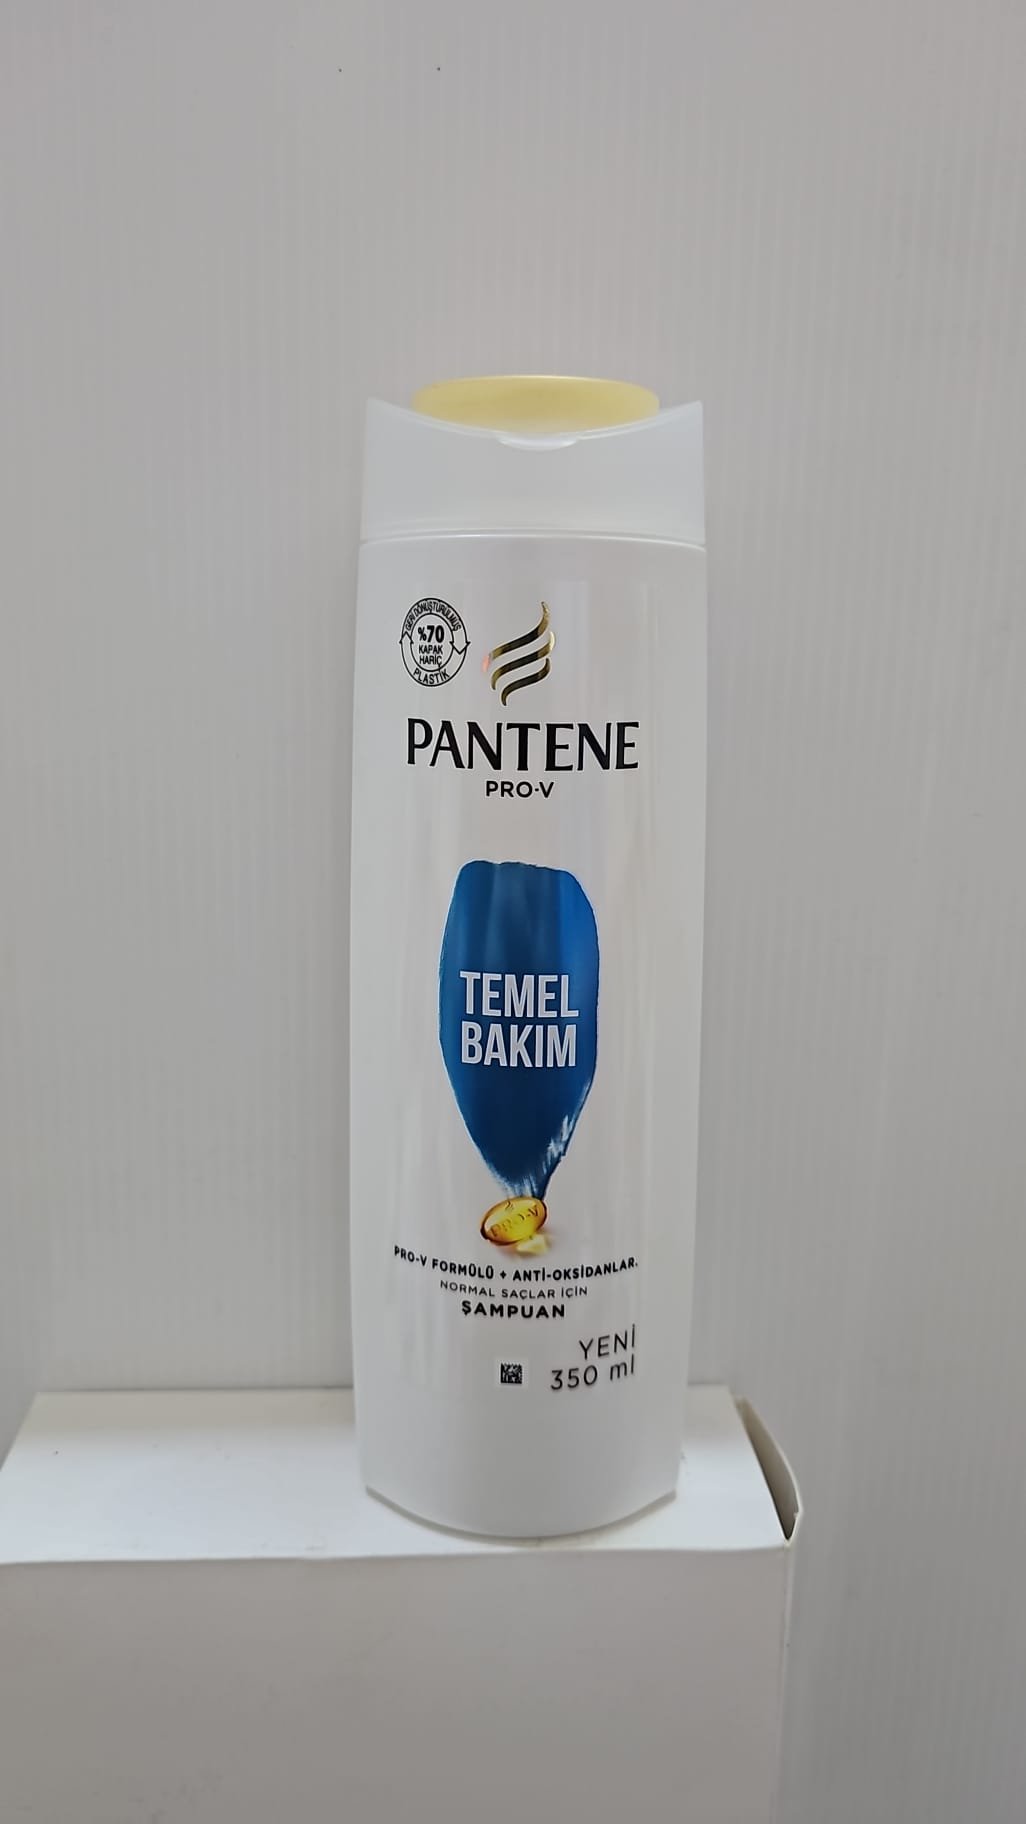 GERİ DÖNÜŞTÜRÜLMÜŞ
%70
KAPAK
HARİÇ
PLASTİK
PANTENE
PRO-V
TEMEL
BAKIM
PRO-V
PRO-V FORMÜLÜ + ANTİ-OKSİDANLAR.
NORMAL SAÇLAR İÇİN
ŞAMPUAN
YENİ
350 ml